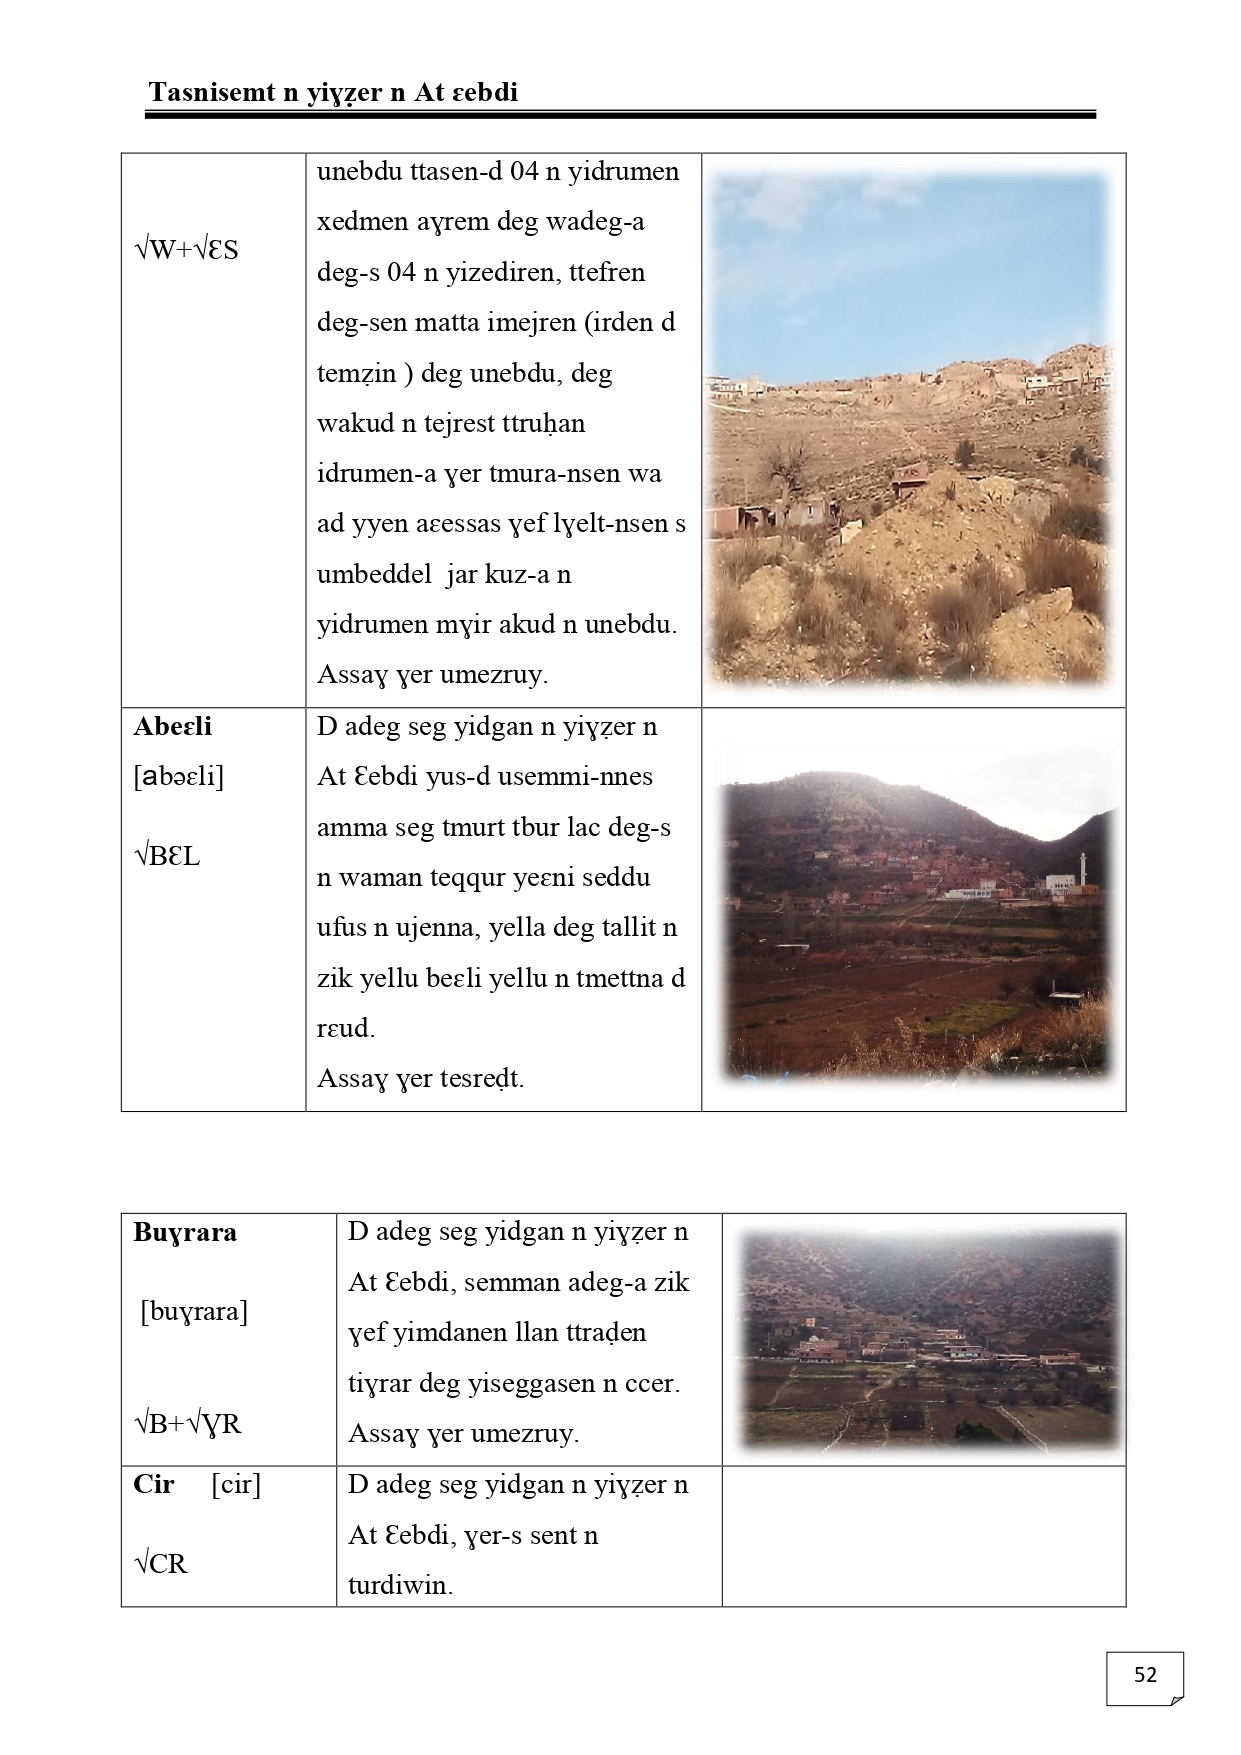 Tasnisemt n yiɣẓer n At ɛebdi
√W+√ƐS
unebdu ttasen-d 04 n yidrumen
xedmen aɣrem deg wadeg-a
deg-s 04 n yizediren, ttefren
deg-sen matta imejren (irden d
temẓin ) deg unebdu, deg
wakud n tejrest ttruḥan
idrumen-a ɣer tmura-nsen wa
ad yyen aɛessas ɣef lɣelt-nsen s
umbeddel jar kuz-a n
yidrumen mɣir akud n unebdu.
Assaɣ ɣer umezruy.
Abeɛli
[abəɛli]
√BƐL
D adeg seg yidgan n yiɣẓer n
At Ɛebdi yus-d usemmi-nnes
amma seg tmurt tbur lac deg-s
n waman teqqur yeɛni seddu
ufus n ujenna, yella deg tallit n
zik yellu beɛli yellu n tmettna d
rɛud.
Assaɣ ɣer tesreḍt.
Buɣrara
[buɣrara]
√B+√ƔR
D adeg seg yidgan n yiɣẓer n
At Ɛebdi, semman adeg-a zik
ɣef yimdanen llan ttraḍen
tiɣrar deg yiseggasen n ccer.
Assaɣ ɣer umezruy.
Cir [cir]
√CR
D adeg seg yidgan n yiɣẓer n
At Ɛebdi, ɣer-s sent n
turdiwin.
52